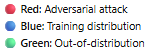 Red: Adversarial attack
Blue: Training distribution
Green: Out-of-distribution